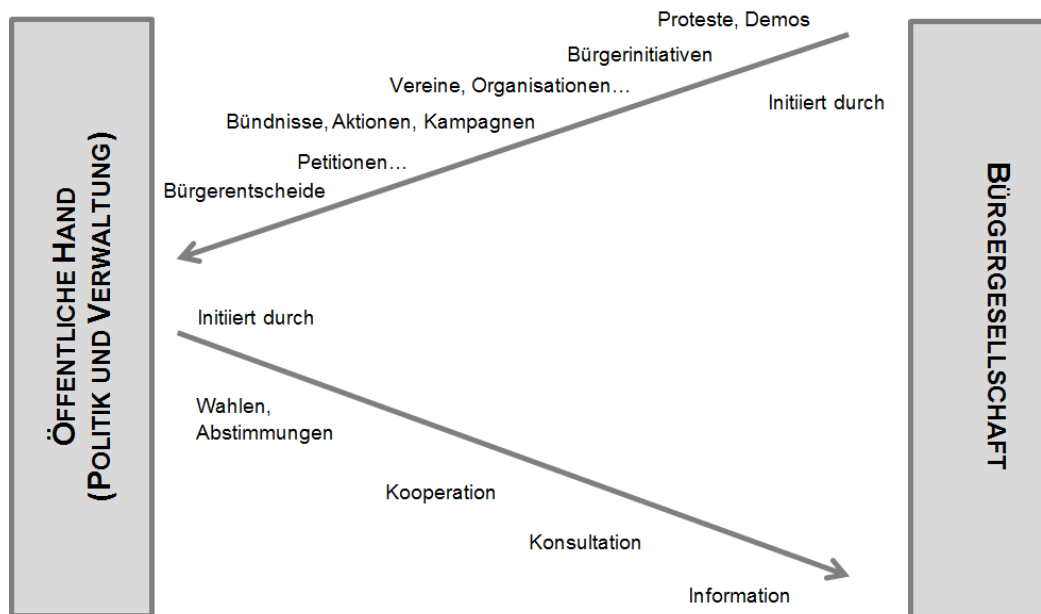 ÖFFENTLICHE HAND
(POLITIK UND VERWALTUNG)
Proteste, Demos
Bürgerinitiativen
Vereine, Organisationen…
Initiiert durch
Bündnisse, Aktionen, Kampagnen
Petitionen…
Bürgerentscheide
Initiiert durch
Wahlen,
Abstimmungen
Kooperation
Konsultation
Information
BÜRGERGESELLSCHAFT